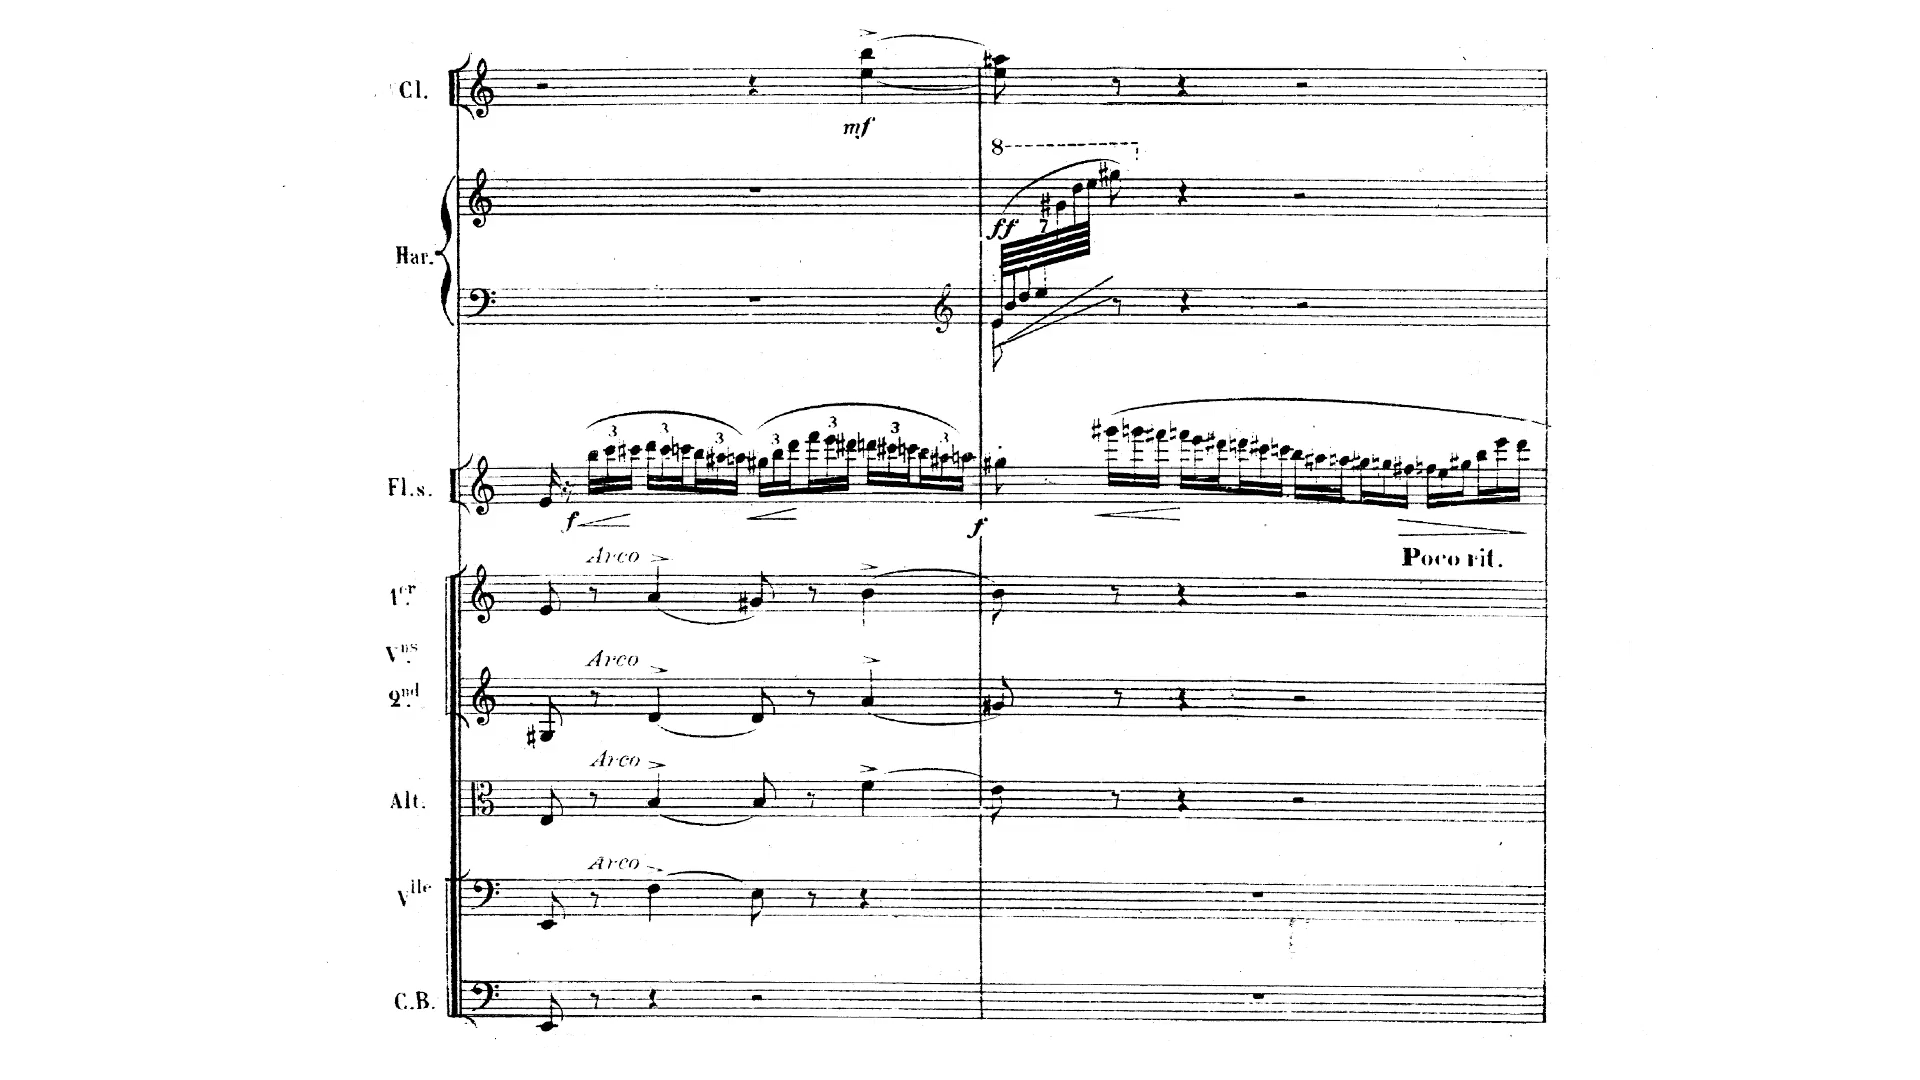 Cl.
mf
8
ff
7
Har.
3 3 3 3 3 3 3
Fl.s.
f f
Poco rit.
Arco
1er
Vns
Arco
2nd
Arco
Alt.
Arco
Vlle
C.B.